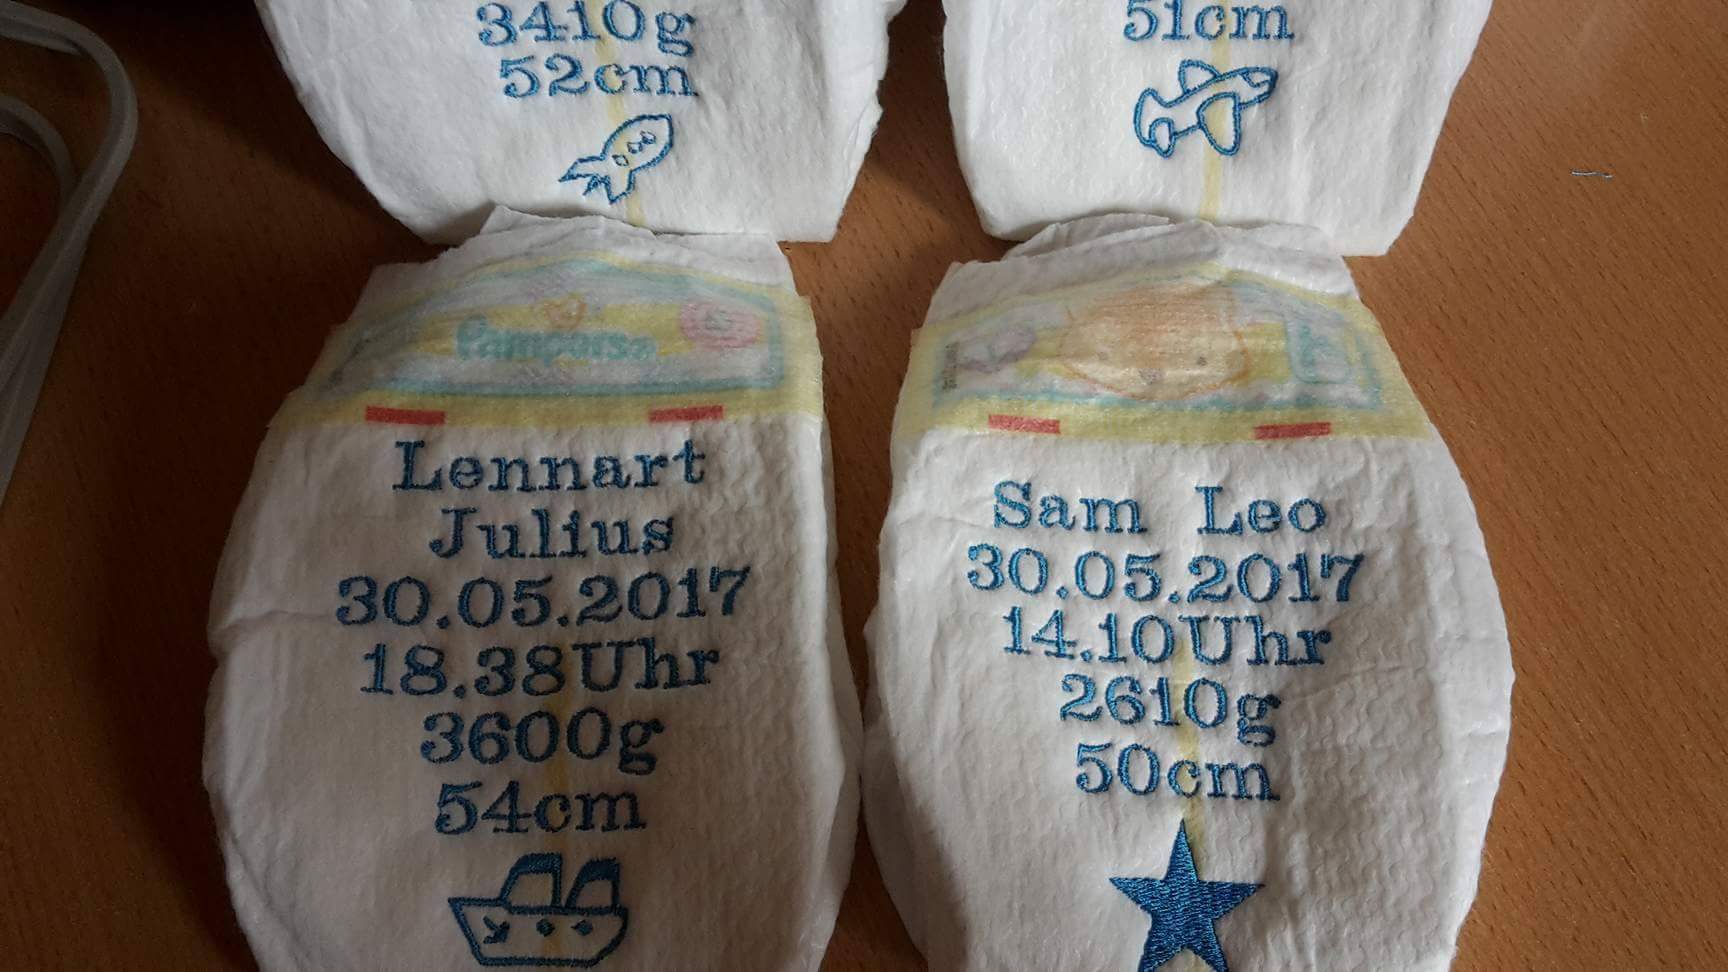 3410g
52cm
51cm
Pampers
Lennart
Julius
30.05.2017
18.38Uhr
3600g
54cm
Sam Leo
30.05.2017
14.10Uhr
2610g
50cm